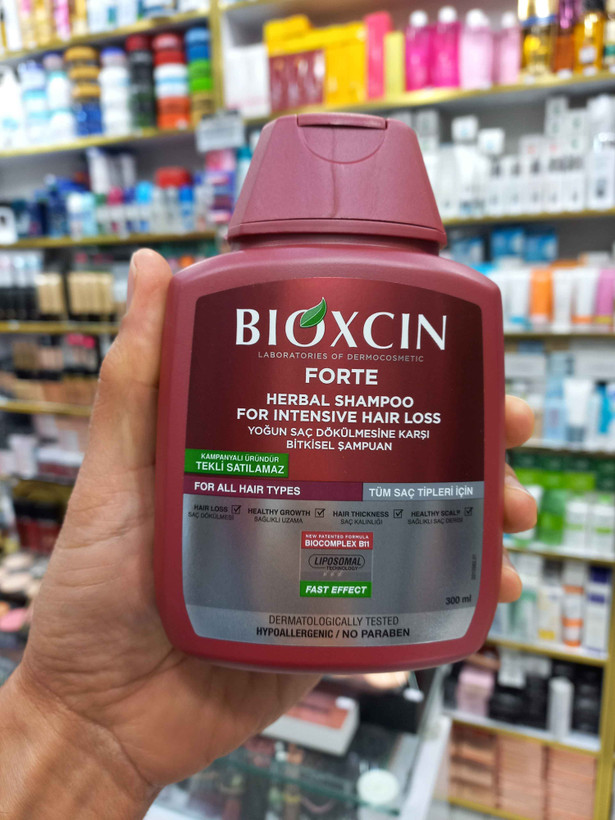 BIOXCIN
LABORATORIES OF DERMOCOSMETIC
FORTE
HERBAL SHAMPOO
FOR INTENSIVE HAIR LOSS
YOĞUN SAÇ DÖKÜLMESİNE KARŞI
BİTKİSEL ŞAMPUAN
KAMPANYALI ÜRÜNDÜR
TEKLİ SATILAMAZ
FOR ALL HAIR TYPES TÜM SAÇ TİPLERİ İÇİN
HAIR LOSS HEALTHY GROWTH HAIR THICKNESS HEALTHY SCALP
SAÇ DÖKÜLMESİ SAĞLIKLI UZAMA SAÇ KALINLIĞI SAĞLIKLI SAÇ DERİSİ
NEW PATENTED FORMULA
BIOCOMPLEX B11
LIPOSOMAL
TECHNOLOGY
FAST EFFECT
300 ml
DERMATOLOGICALLY TESTED
HYPOALLERGENIC / NO PARABEN